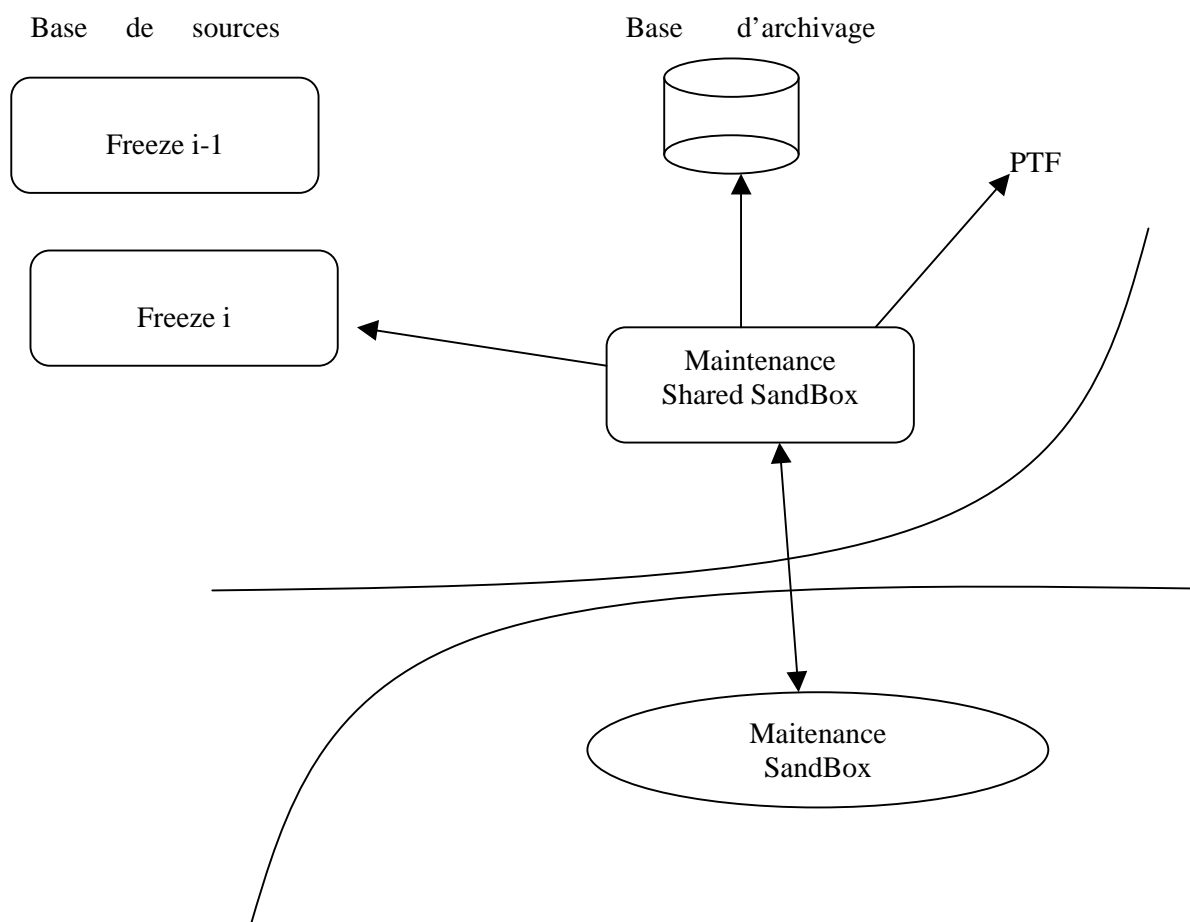 Base de sources
Base d’archivage
Freeze i-1
PTF
Freeze i
Maintenance
Shared SandBox
Maitenance
SandBox